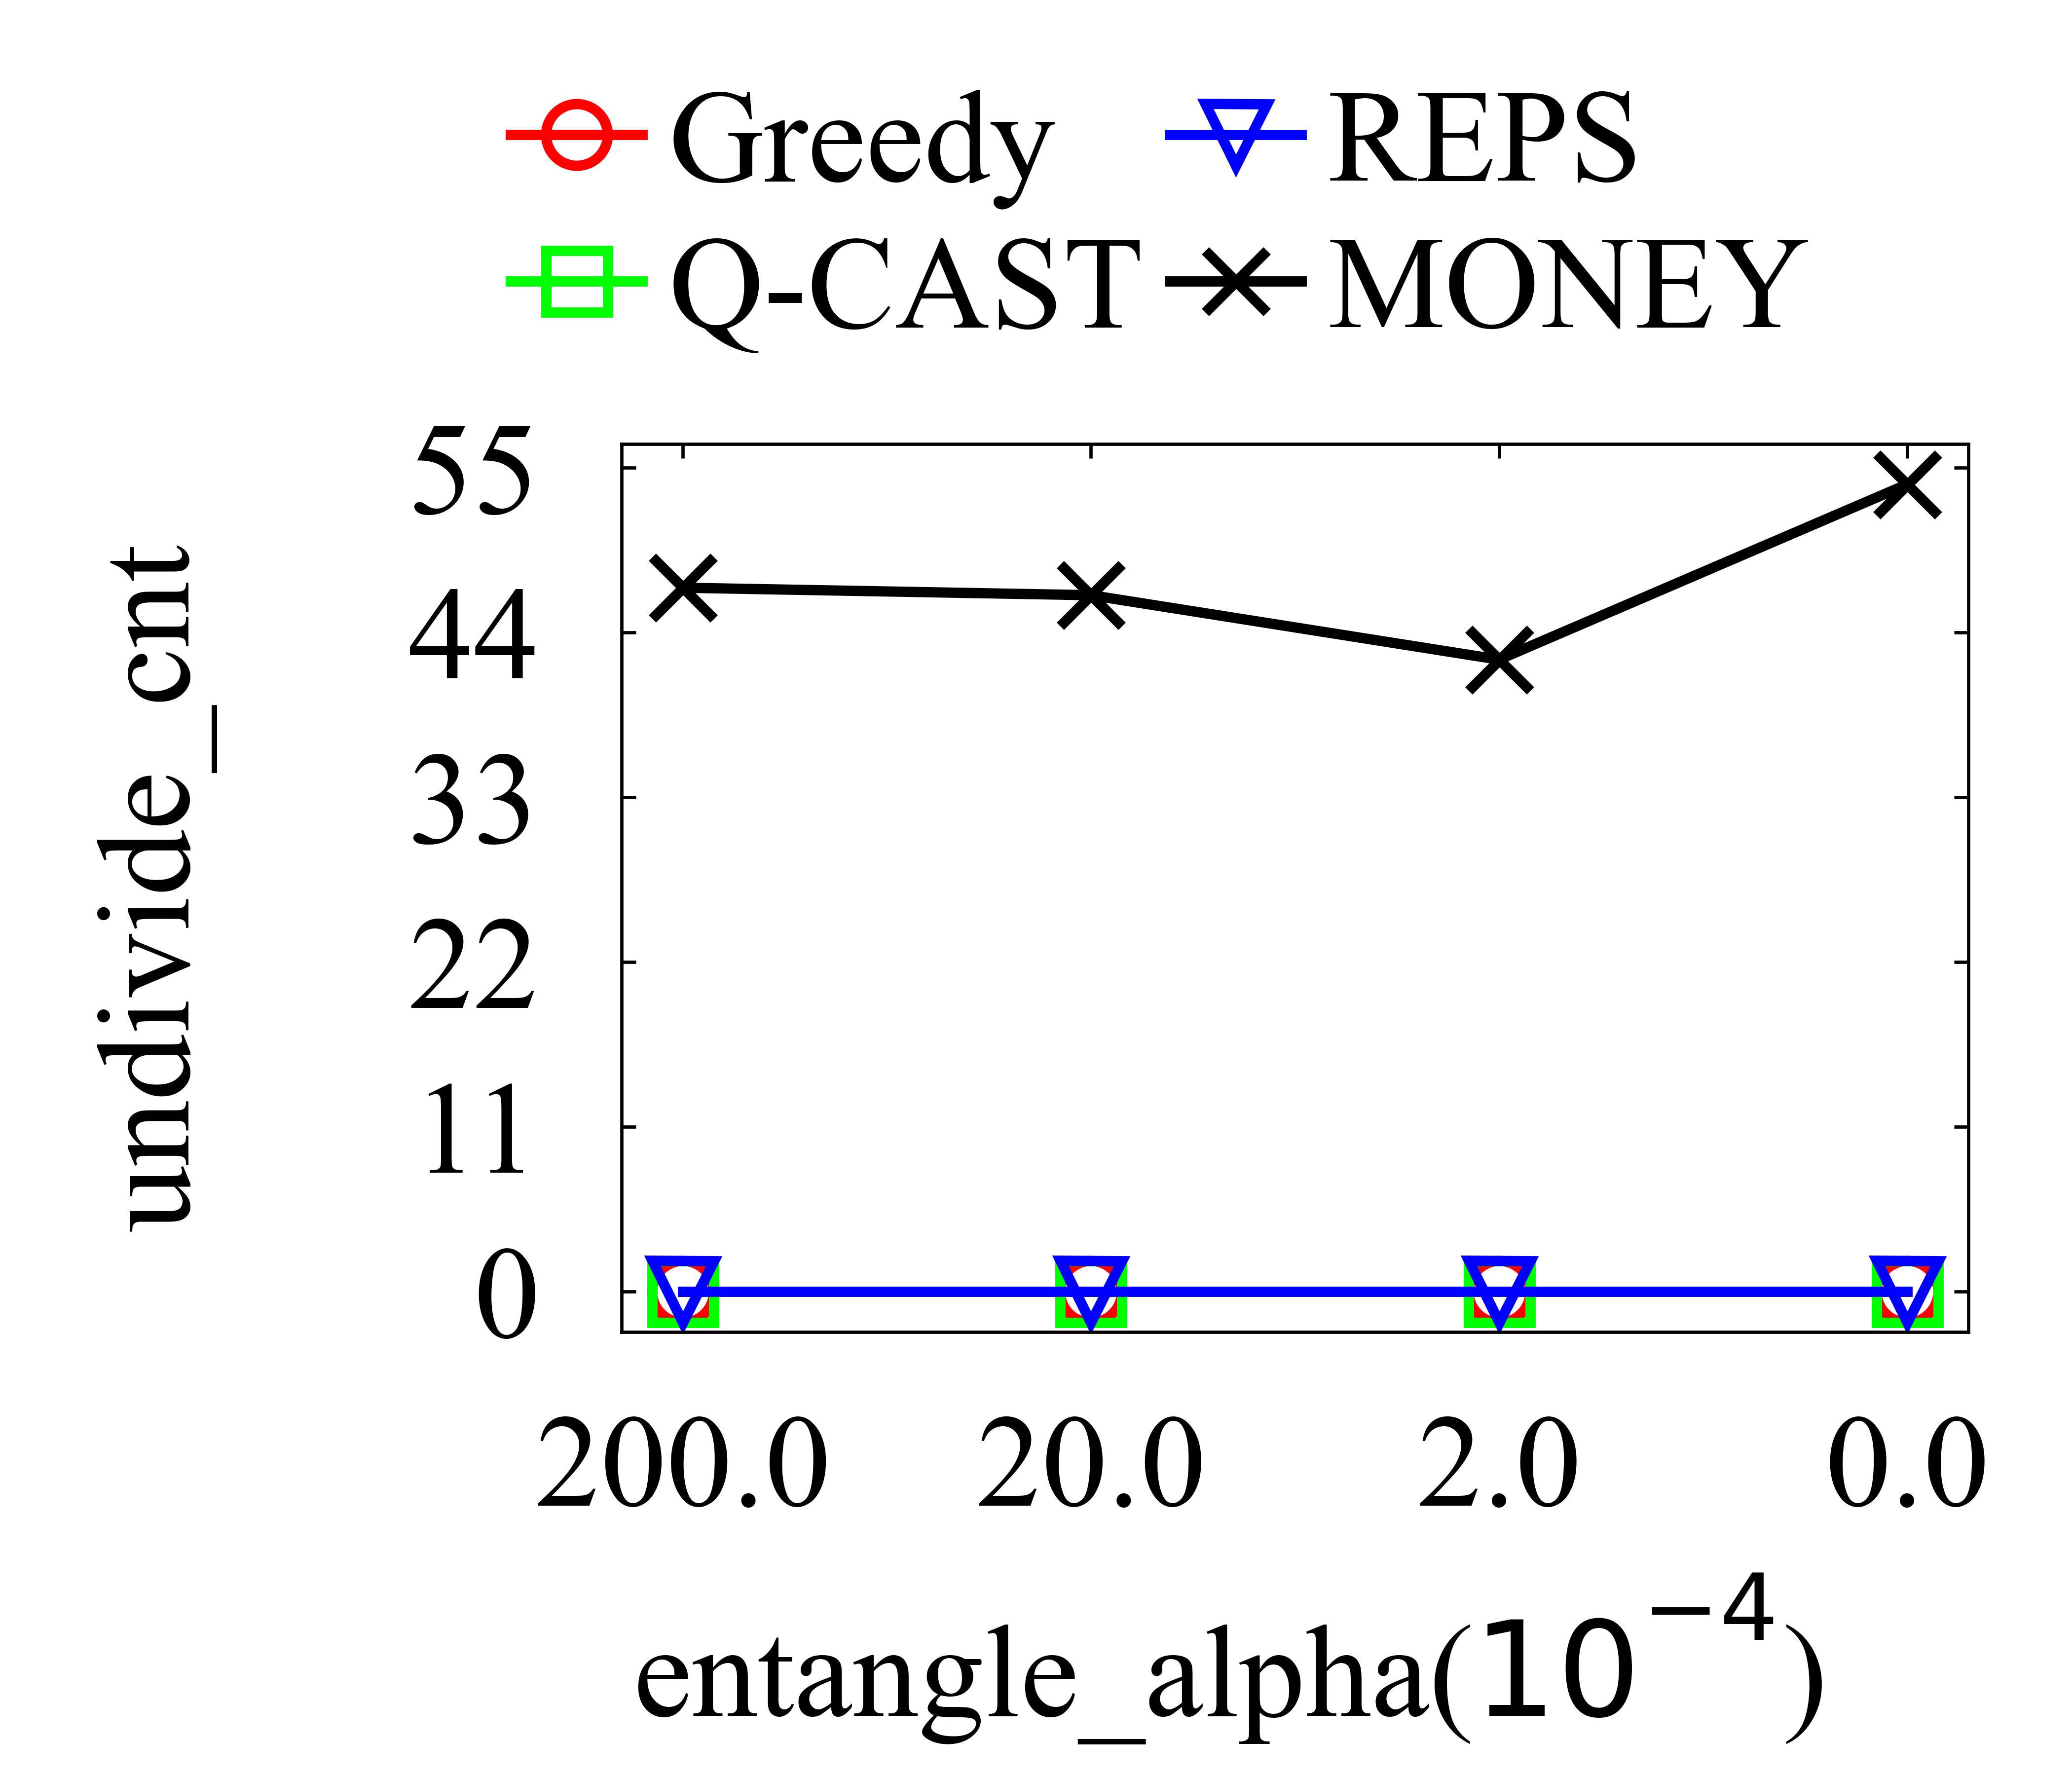 Greedy REPS
Q-CAST MONEY
undivide_cnt
55
44
33
22
11
0
200.0 20.0 2.0 0.0
entangle_alpha(10⁻⁴)